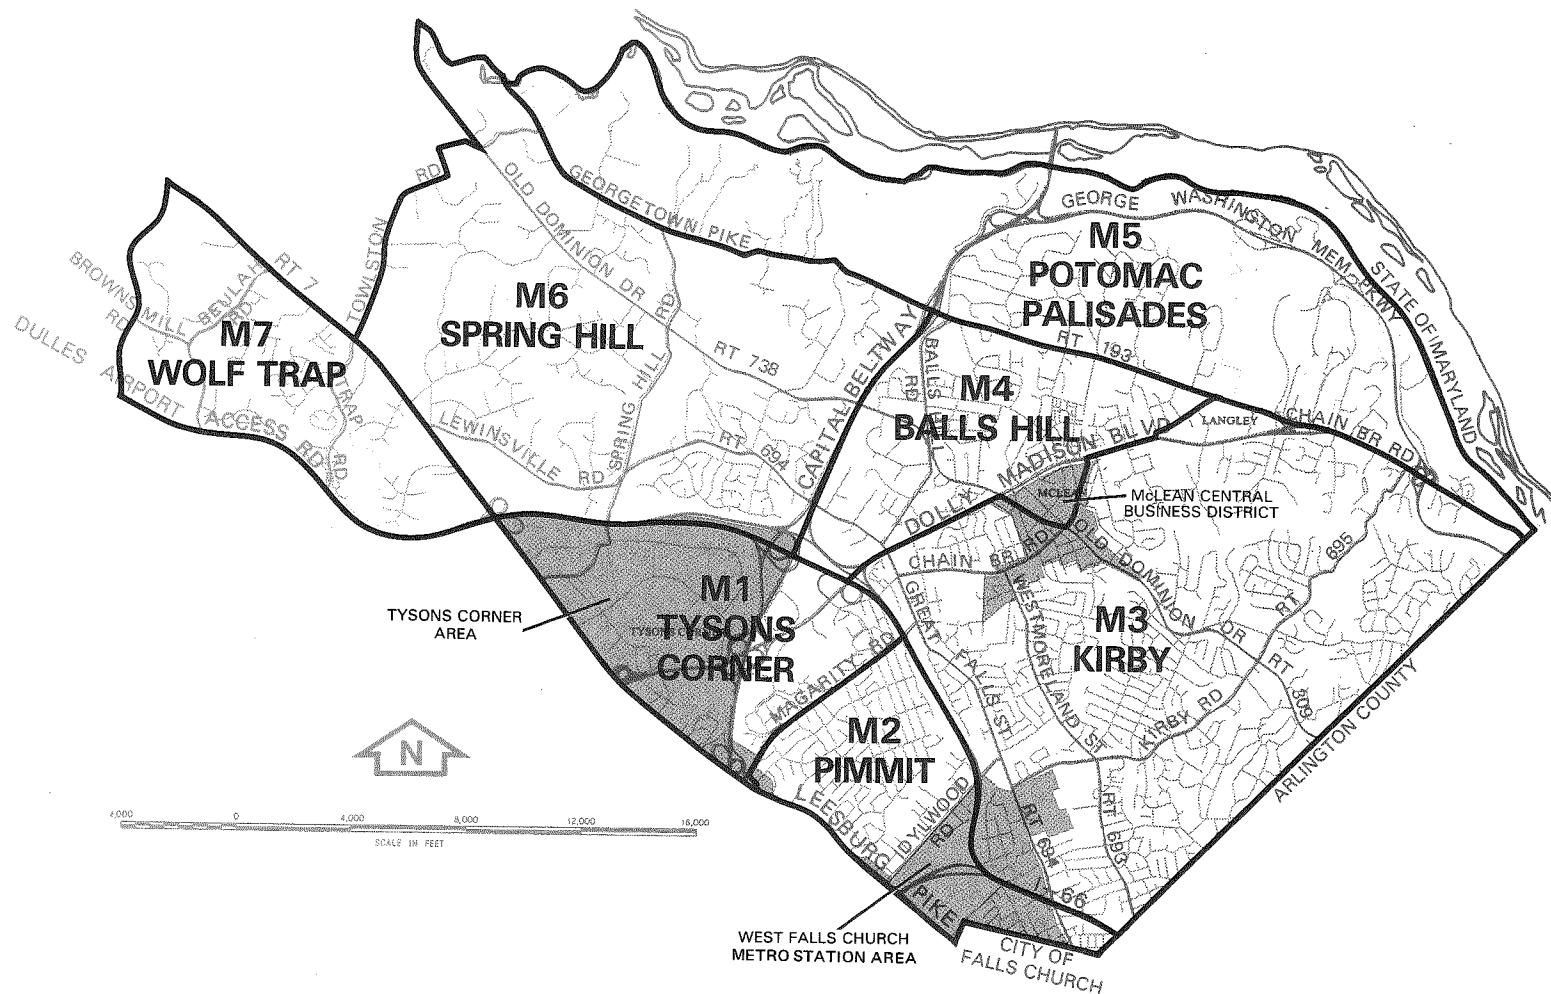 GEORGETOWN PIKE
OLD DOMINION DR
RD
TOWLSTON
GEORGE WASHINGTON MEM. PKWY
STATE OF MARYLAND
M5
POTOMAC
PALISADES
RT 193
BROWNS MILL
RD
BEULAH
RD
RT 7
DULLES AIRPORT ACCESS RD
M7
WOLF TRAP
TRAP
RD
M6
SPRING HILL
SPRING HILL RD
RT 738
LEWINSVILLE RD
RT 694
CAPITAL BELTWAY
BALLS HILL
RD
M4
BALLS HILL
DOLLY MADISON BLVD
LANGLEY
CHAIN BR RD
McLEAN
McLEAN CENTRAL
BUSINESS DISTRICT
CHAIN BR RD
OLD DOMINION DR
RT 695
WESTMORELAND ST
GREAT FALLS ST
M3
KIRBY
KIRBY RD
RT 309
ARLINGTON COUNTY
TYSONS CORNER
AREA
M1
TYSONS
CORNER
MAGARITY RD
M2
PIMMIT
LEESBURG PIKE
IDYLWOOD
RD
RT 694
RT 693
I-66
N
4,000 0 4,000 8,000 12,000 16,000
SCALE IN FEET
WEST FALLS CHURCH
METRO STATION AREA
CITY OF
FALLS CHURCH